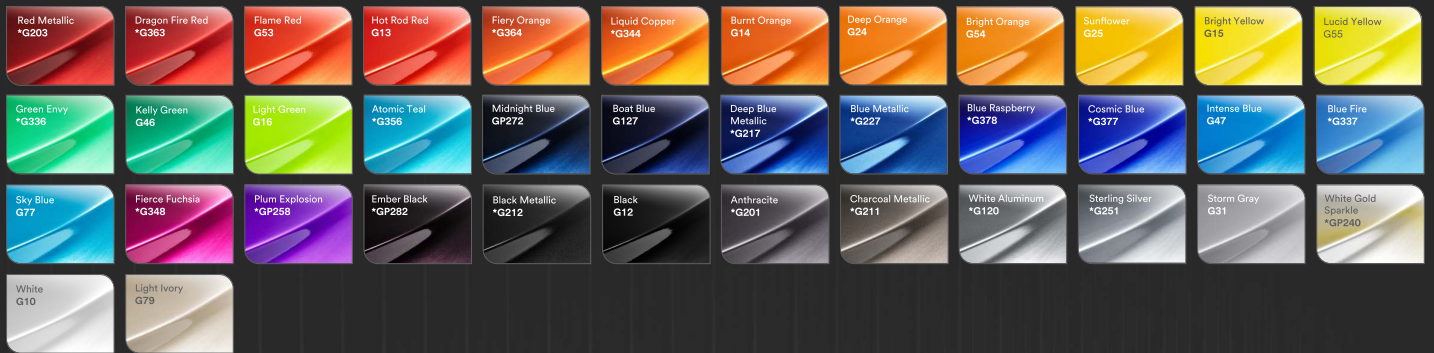 Red Metallic
*G203
Dragon Fire Red
*G363
Flame Red
G53
Hot Rod Red
G13
Fiery Orange
*G364
Liquid Copper
*G344
Burnt Orange
G14
Deep Orange
G24
Bright Orange
G54
Sunflower
G25
Bright Yellow
G15
Lucid Yellow
G55
Green Envy
*G336
Kelly Green
G46
Light Green
G16
Atomic Teal
*G356
Midnight Blue
GP272
Boat Blue
G127
Deep Blue
Metallic
*G217
Blue Metallic
*G227
Blue Raspberry
*G378
Cosmic Blue
*G377
Intense Blue
G47
Blue Fire
*G337
Sky Blue
G77
Fierce Fuchsia
*G348
Plum Explosion
*GP258
Ember Black
*GP282
Black Metallic
*G212
Black
G12
Anthracite
*G201
Charcoal Metallic
*G211
White Aluminum
*G120
Sterling Silver
*G251
Storm Gray
G31
White Gold
Sparkle
*GP240
White
G10
Light Ivory
G79